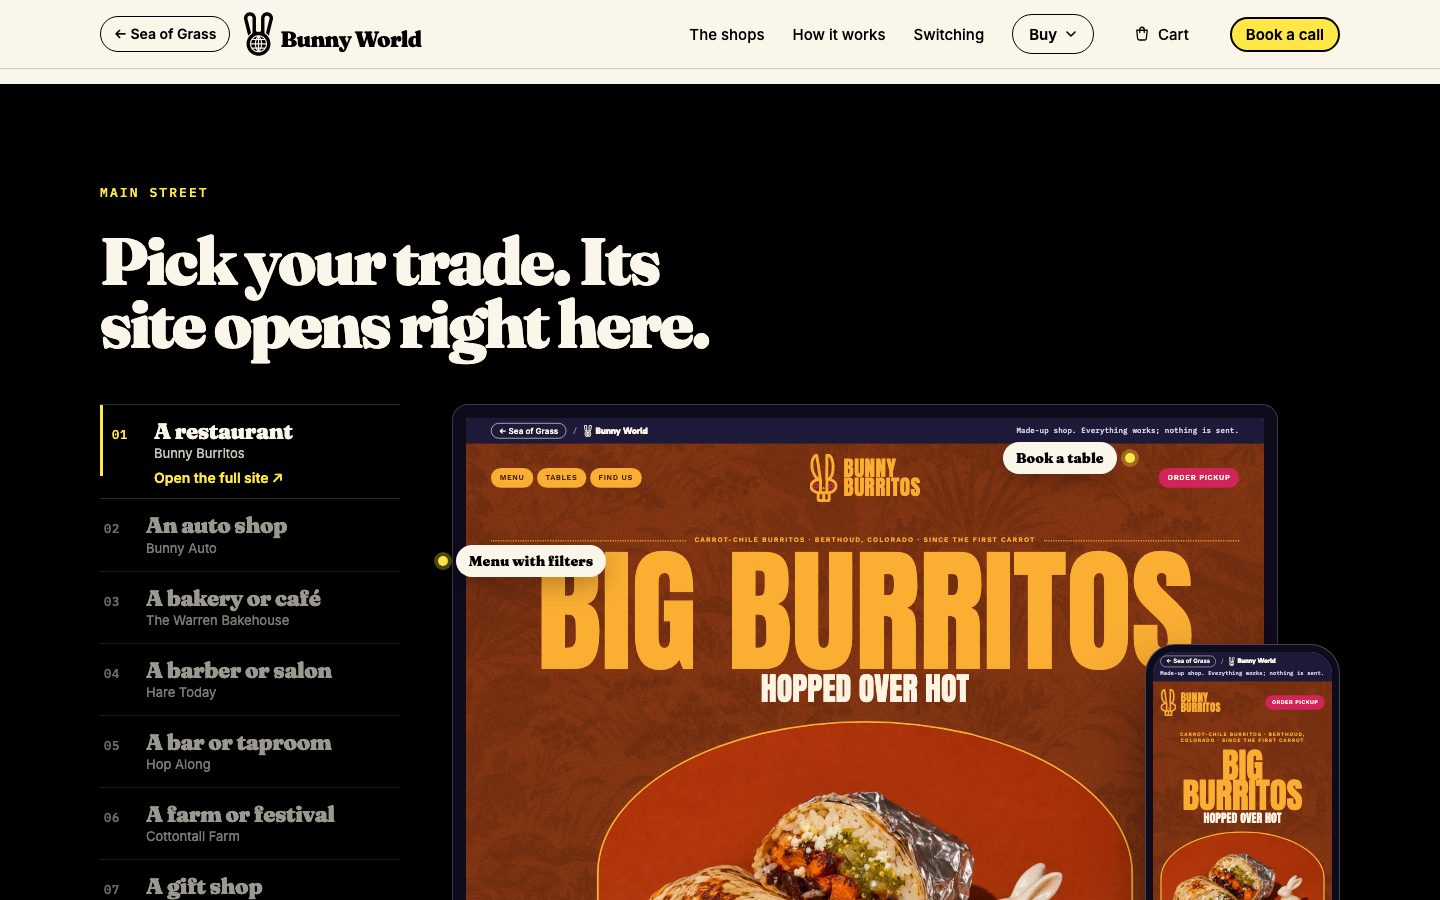 ← Sea of Grass
Bunny World
The shops
How it works
Switching
Buy
Cart
Book a call
MAIN STREET
Pick your trade. Its
site opens right here.
01
A restaurant
Bunny Burritos
Open the full site ↗
02
An auto shop
Bunny Auto
03
A bakery or café
The Warren Bakehouse
04
A barber or salon
Hare Today
05
A bar or taproom
Hop Along
06
A farm or festival
Cottontail Farm
07
A gift shop
← Sea of Grass / Bunny World
Made-up shop. Everything works; nothing is sent.
Book a table
MENU
TABLES
FIND US
BUNNY
BURRITOS
ORDER PICKUP
CARROT-CHILE BURRITOS · BERTHOUD, COLORADO · SINCE THE FIRST CARROT
Menu with filters
BIG BURRITOS
HOPPED OVER HOT
← Sea of Grass / Bunny World
Made-up shop. Everything works; nothing is sent.
BUNNY
BURRITOS
ORDER PICKUP
CARROT-CHILE BURRITOS · BERTHOUD,
COLORADO · SINCE THE FIRST CARROT
BIG
BURRITOS
HOPPED OVER HOT